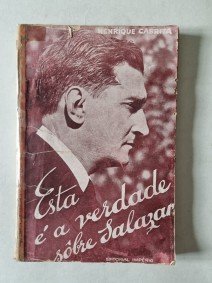 HENRIQUE CABRITA
Esta
é a verdade
sôbre Salazar
EDITORIAL IMPÉRIO